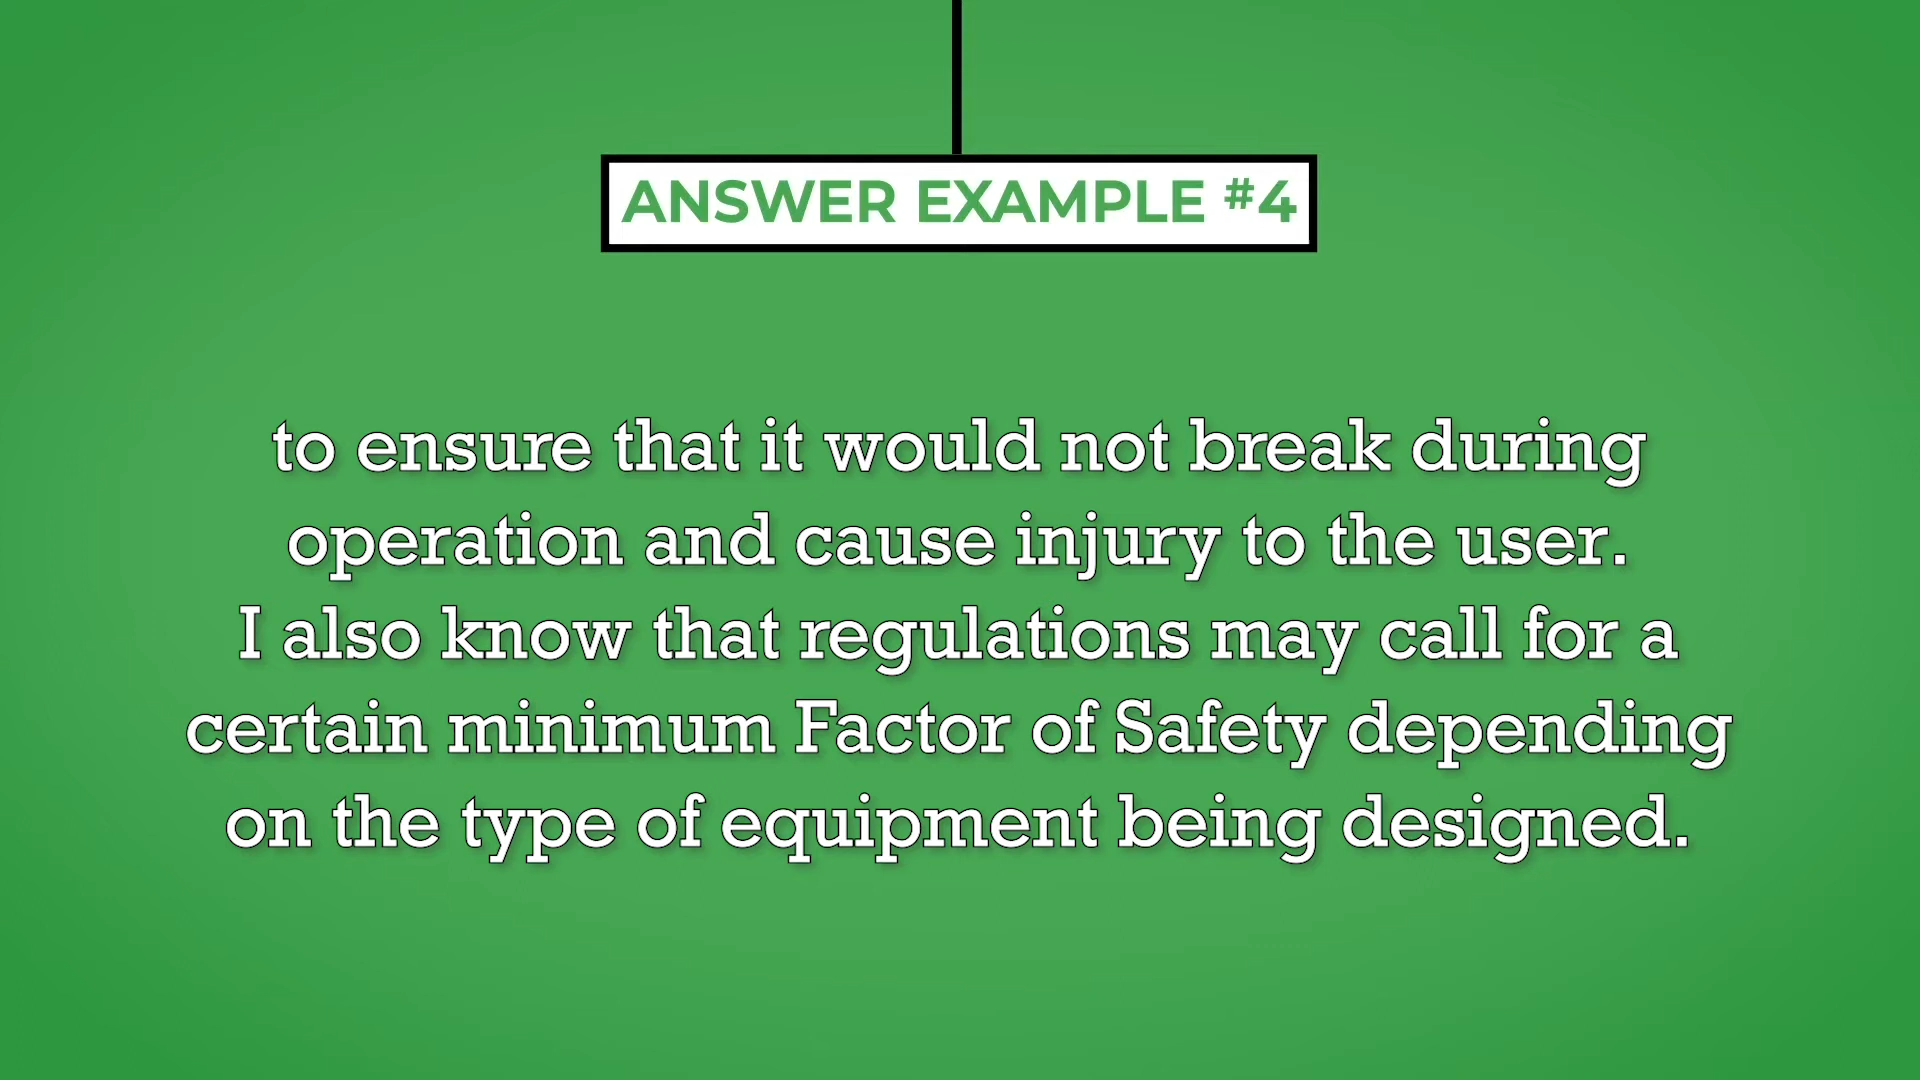 ANSWER EXAMPLE #4
to ensure that it would not break during
operation and cause injury to the user.
I also know that regulations may call for a
certain minimum Factor of Safety depending
on the type of equipment being designed.